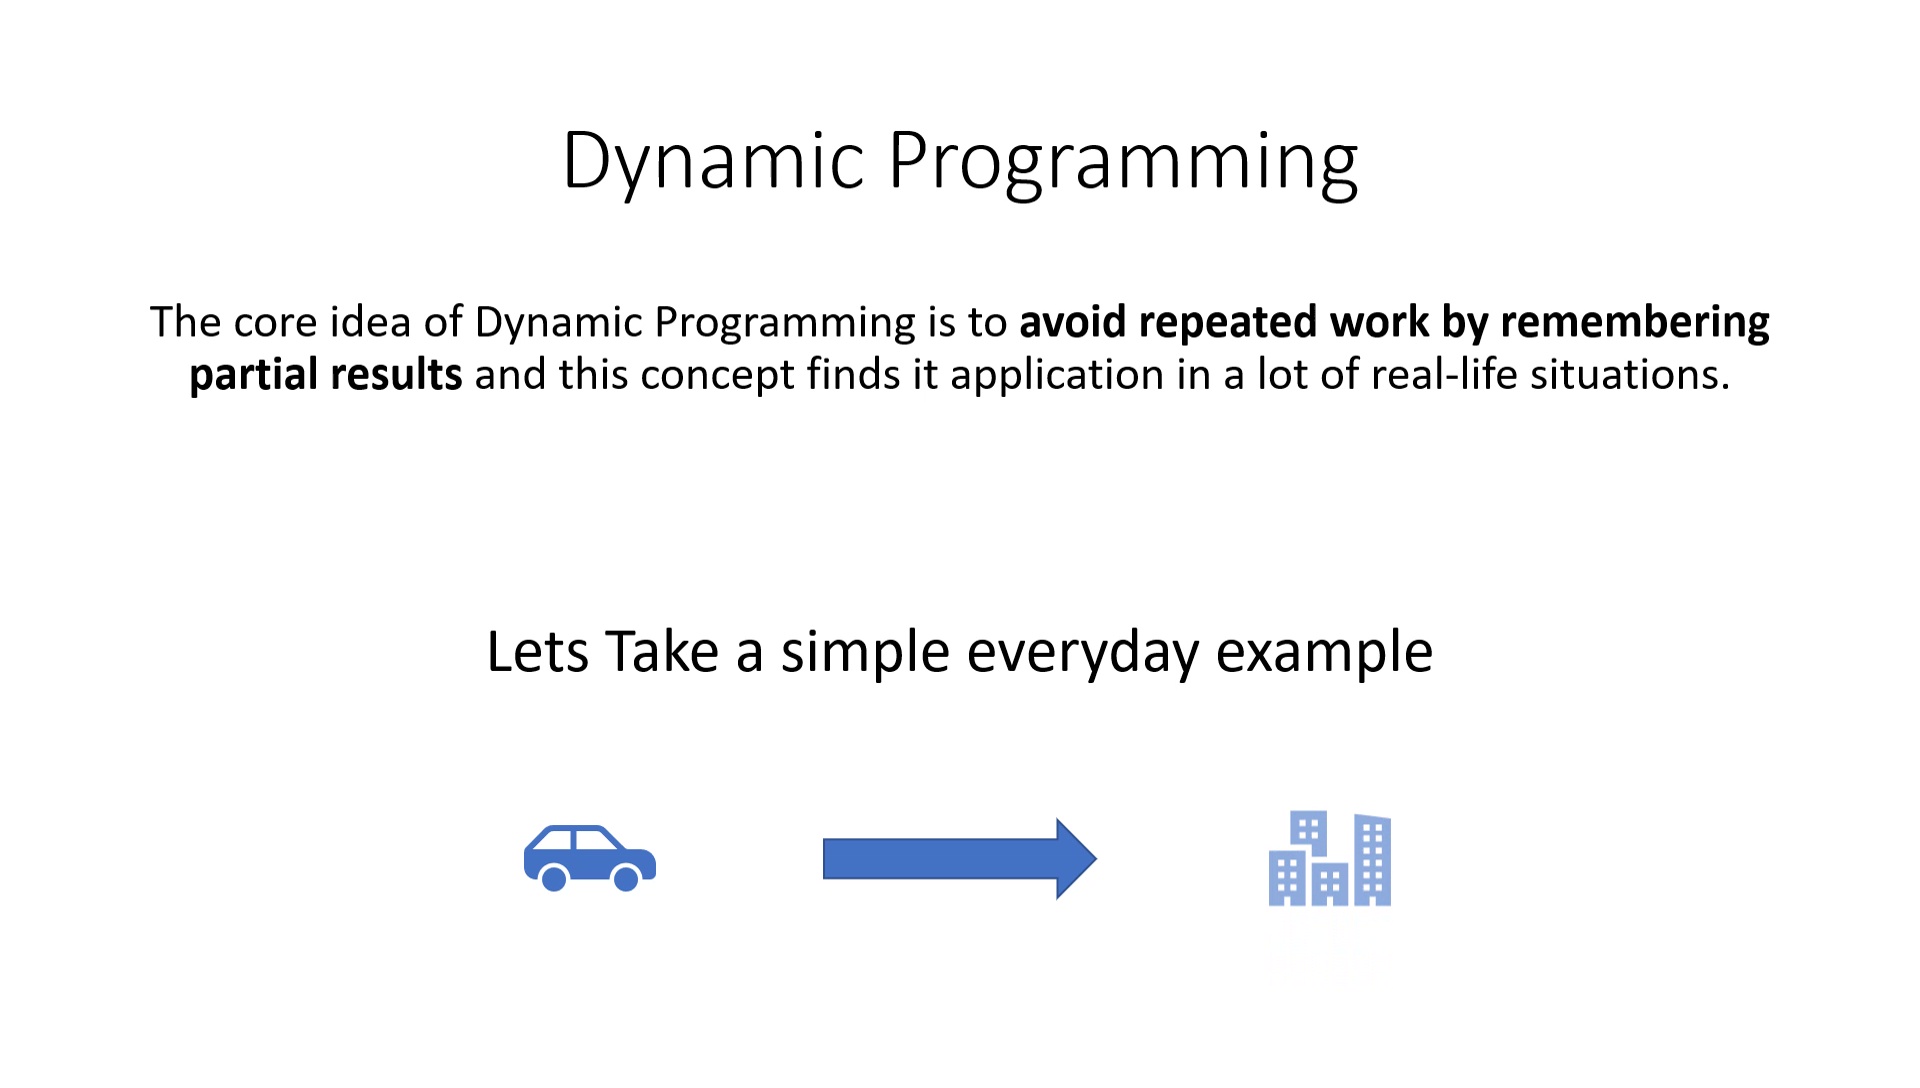 Dynamic Programming
The core idea of Dynamic Programming is to avoid repeated work by remembering
partial results and this concept finds it application in a lot of real-life situations.
Lets Take a simple everyday example